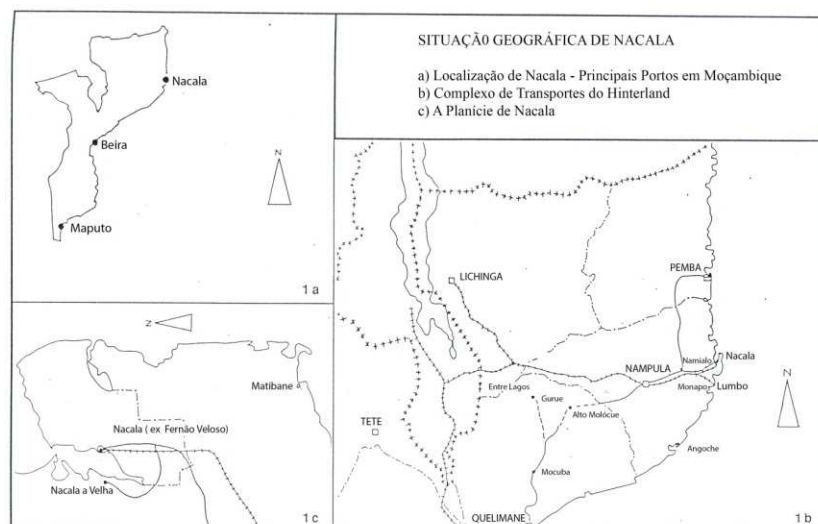 SITUAÇÃO GEOGRÁFICA DE NACALA
a) Localização de Nacala - Principais Portos em Moçambique
b) Complexo de Transportes do Hinterland
c) A Planície de Nacala
Nacala
Beira
N
Maputo
1 a
N
Matibane
Nacala ( ex Fernão Veloso)
Nacala a Velha
1 c
LICHINGA
PEMBA
Nacala
Namialo
NAMPULA
Monapo
Lumbo
Entre Lagos
Gurue
Alto Molócue
N
TETE
Angoche
Mocuba
QUELIMANE
1 b